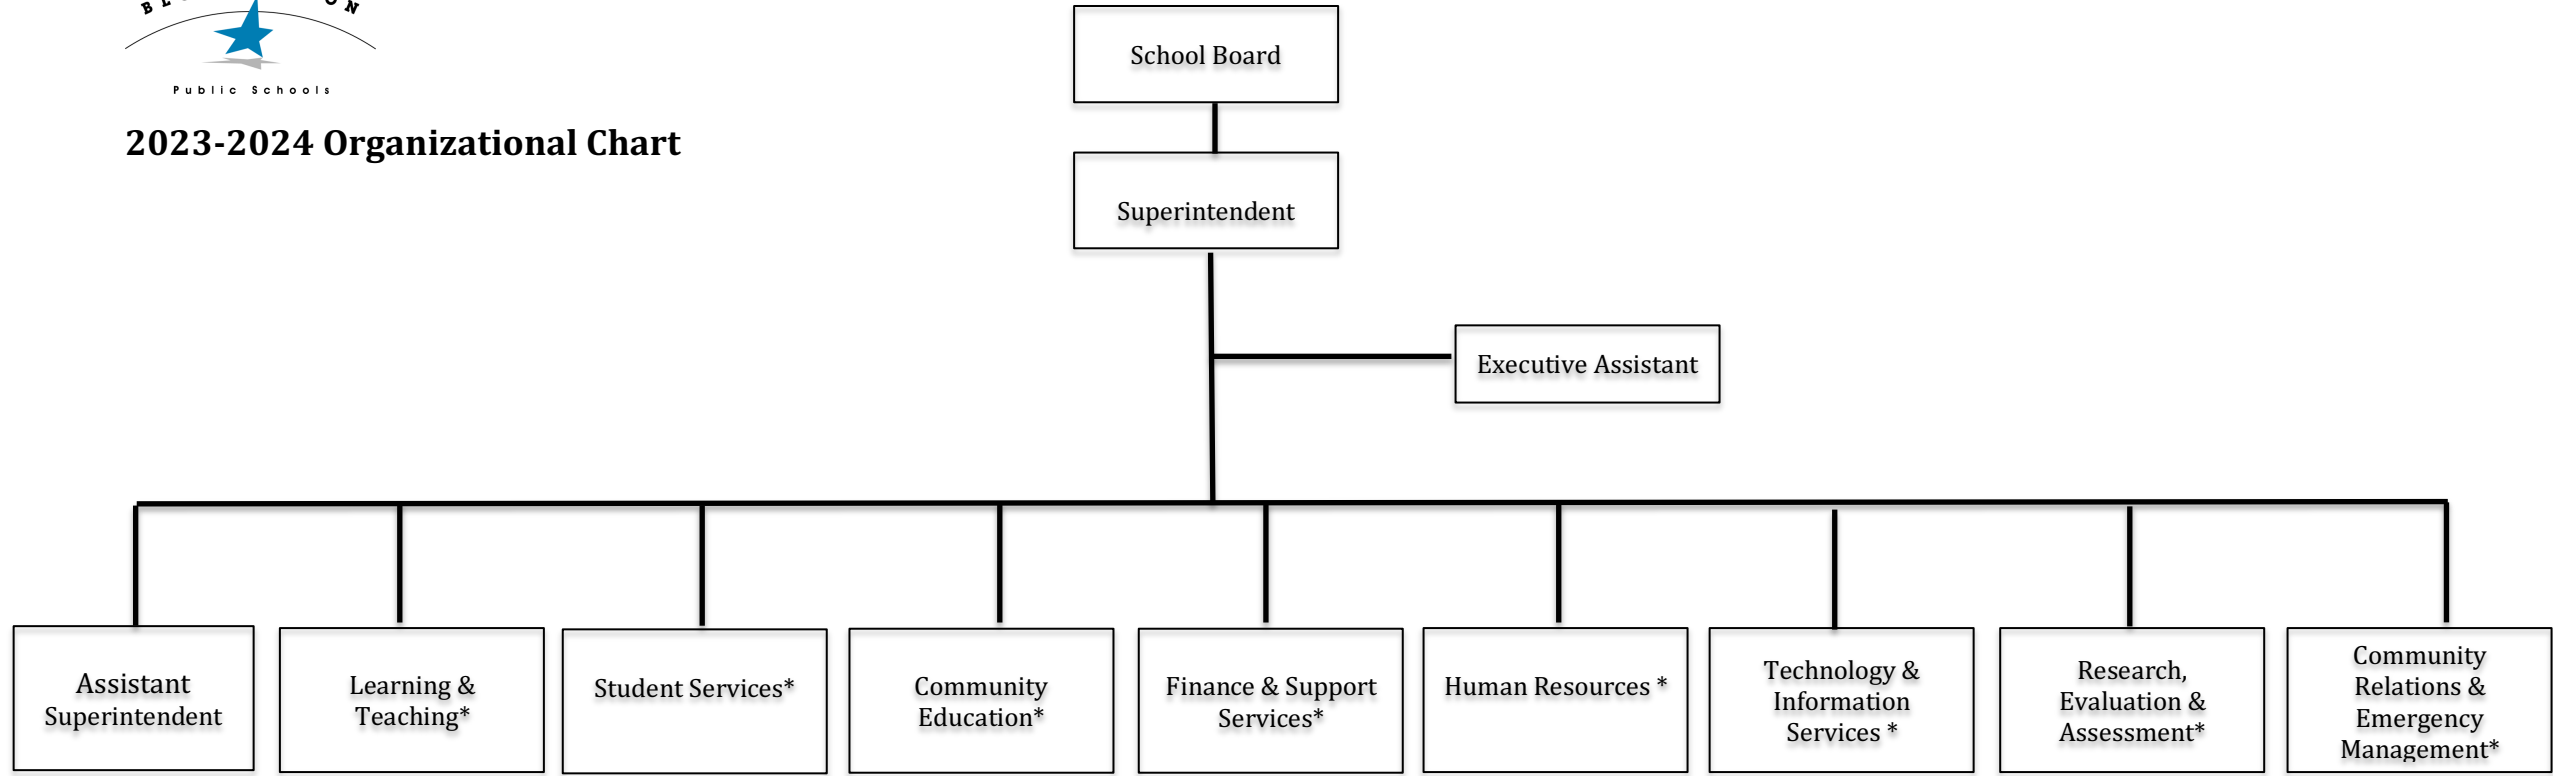 Public Schools
2023-2024 Organizational Chart
School Board
Superintendent
Executive Assistant
Assistant
Superintendent
Learning &
Teaching*
Student Services*
Community
Education*
Finance & Support
Services*
Human Resources *
Technology &
Information
Services *
Research,
Evaluation &
Assessment*
Community
Relations &
Emergency
Management*